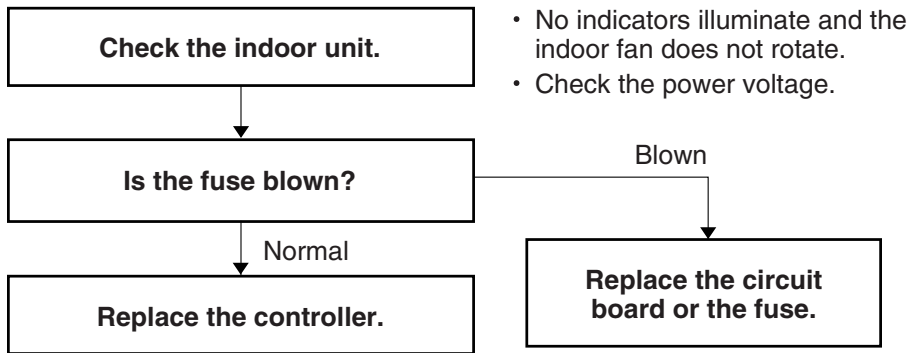 Check the indoor unit.
• No indicators illuminate and the
indoor fan does not rotate.
• Check the power voltage.
Is the fuse blown?
Blown
Normal
Replace the controller.
Replace the circuit
board or the fuse.